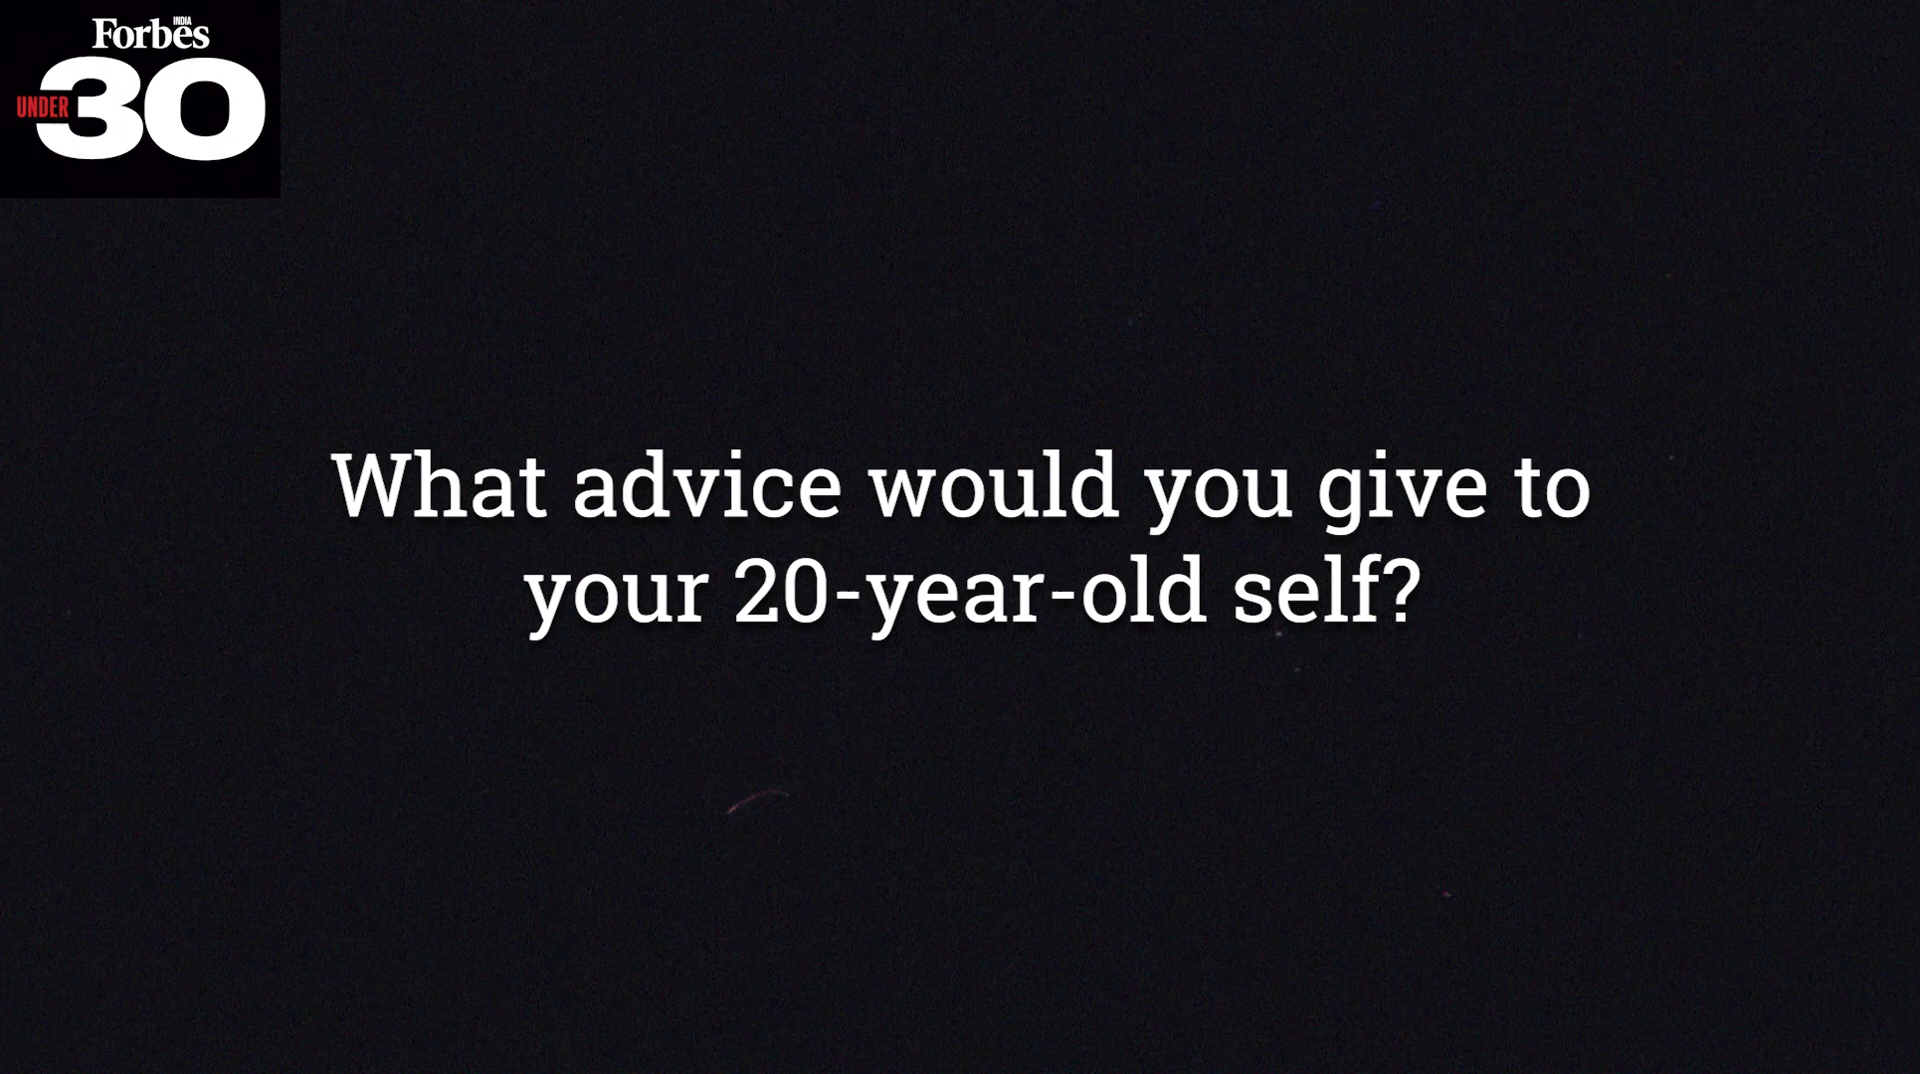 Forbes
INDIA
UNDER
30
What advice would you give to
your 20-year-old self?